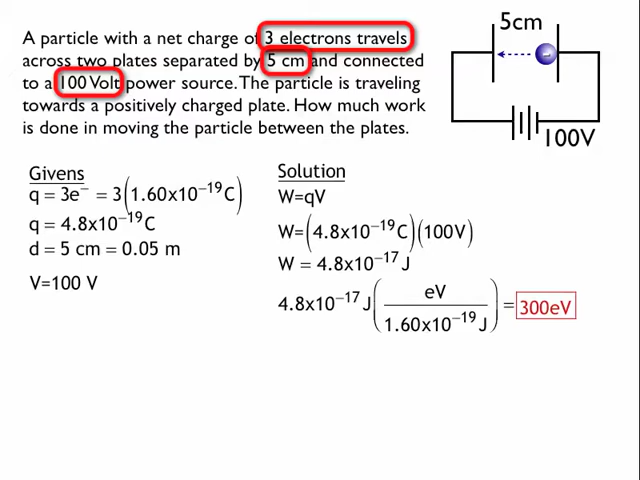 5cm
A particle with a net charge of 3 electrons travels
across two plates separated by 5 cm and connected
to a 100 Volt power source. The particle is traveling
towards a positively charged plate. How much work
is done in moving the particle between the plates.
100V
Givens
q = 3e⁻ = 3(1.60x10⁻¹⁹C)
q = 4.8x10⁻¹⁹C
d = 5 cm = 0.05 m
V=100 V
Solution
W=qV
W=(4.8x10⁻¹⁹C)(100V)
W = 4.8x10⁻¹⁷J
4.8x10⁻¹⁷J(eV / 1.60x10⁻¹⁹J) = 300eV